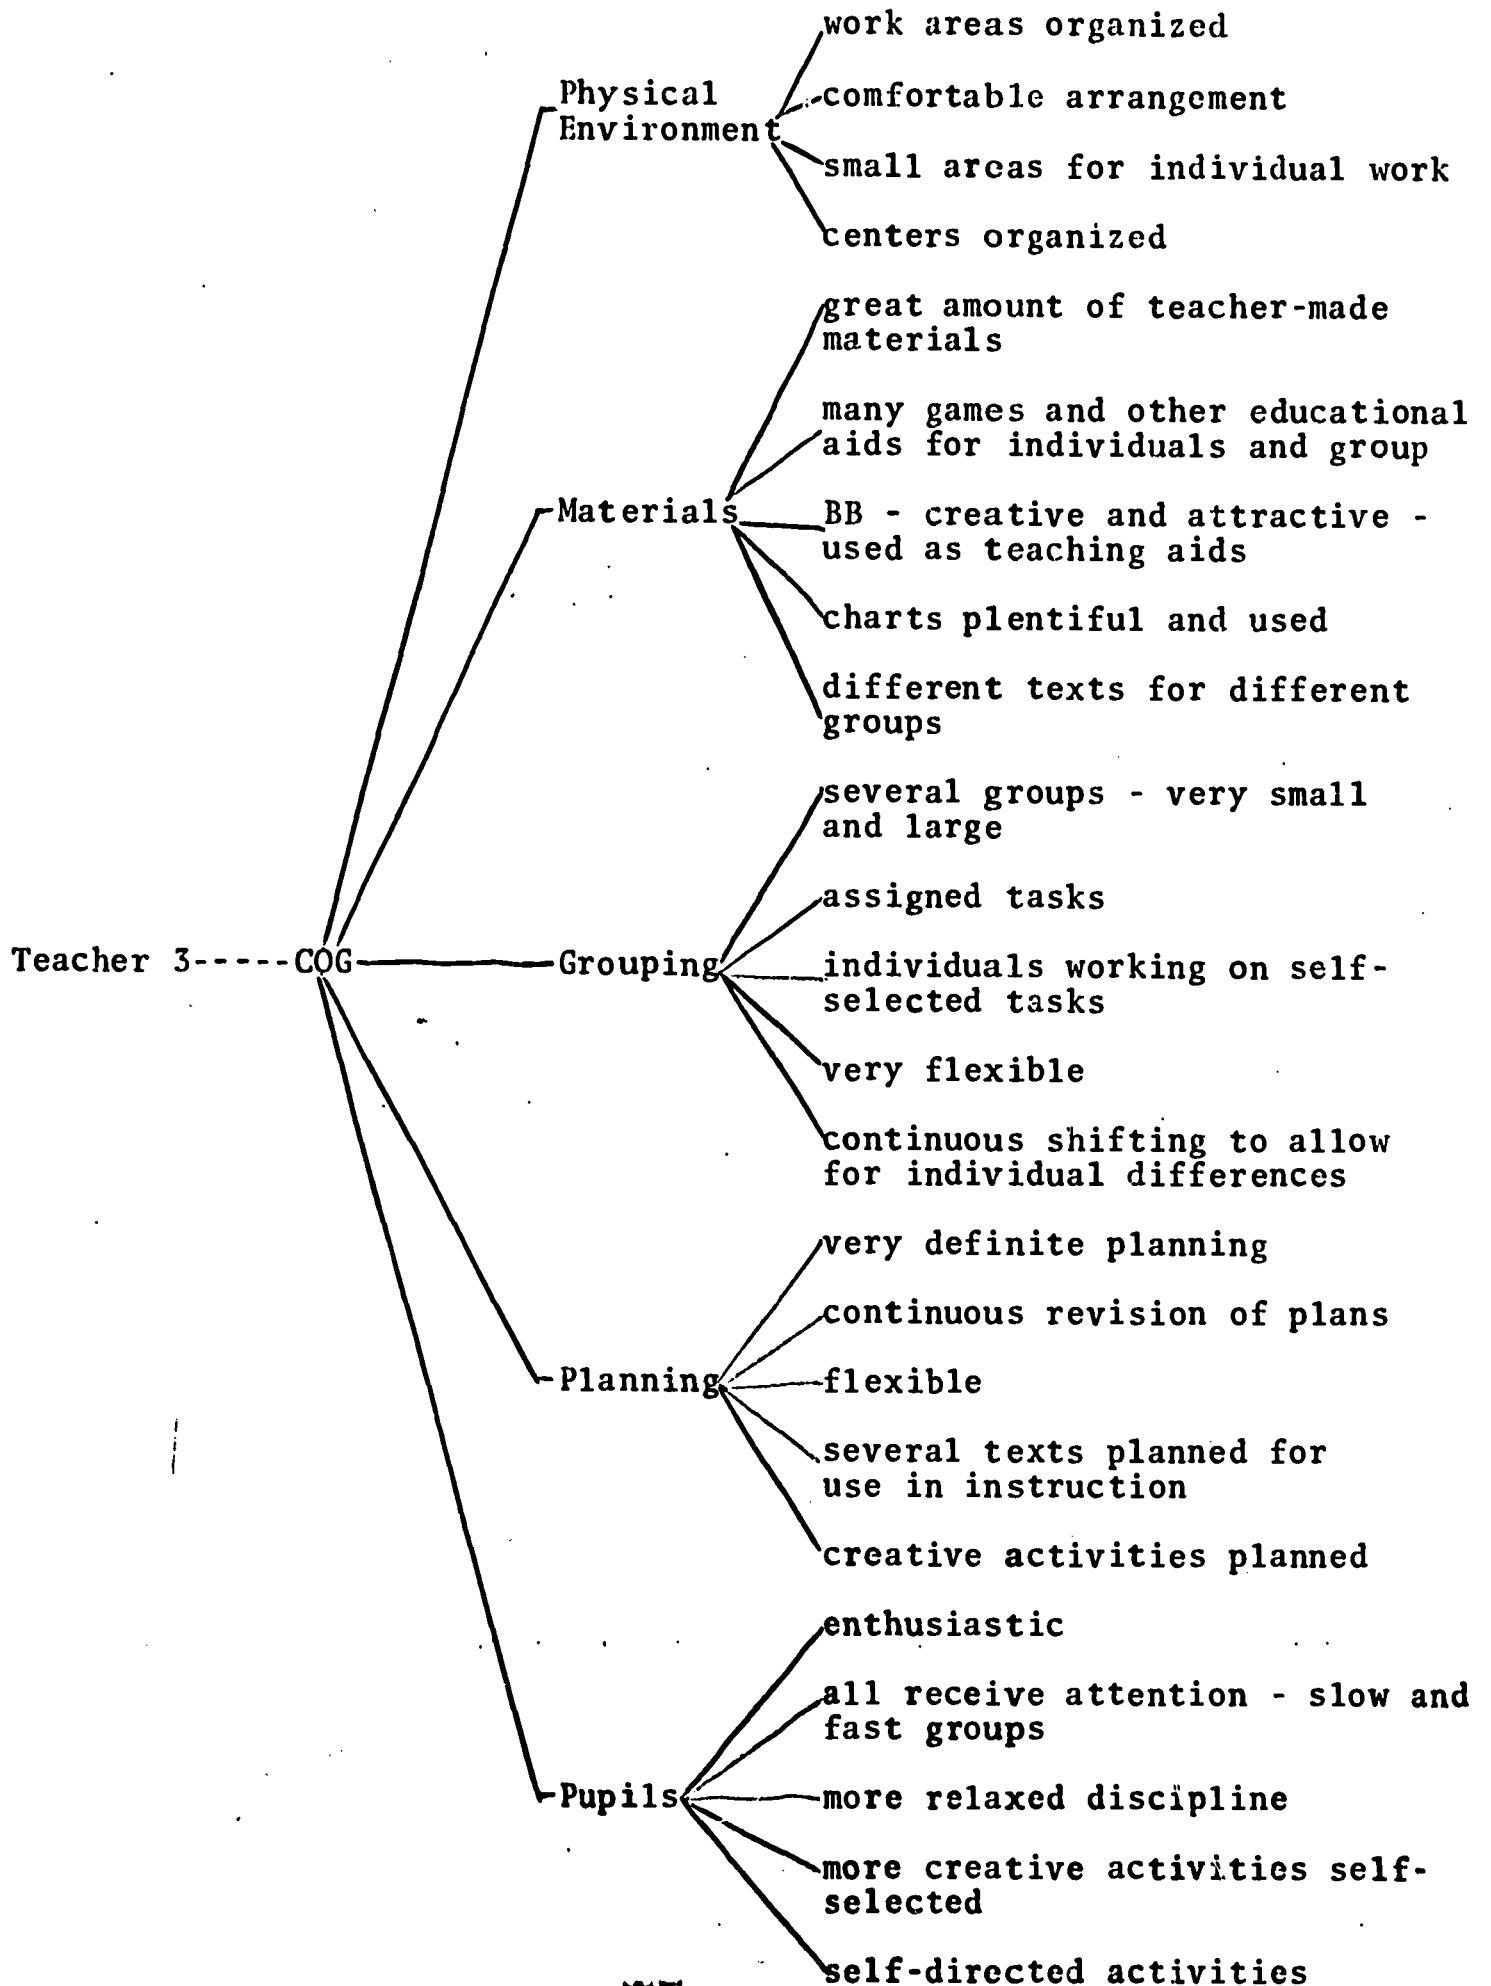 work areas organized
Physical
Environment
comfortable arrangement
small areas for individual work
centers organized
great amount of teacher-made
materials
many games and other educational
aids for individuals and group
Materials
BB - creative and attractive -
used as teaching aids
charts plentiful and used
different texts for different
groups
several groups - very small
and large
assigned tasks
Teacher 3-----COG
Grouping
individuals working on self-
selected tasks
very flexible
continuous shifting to allow
for individual differences
very definite planning
continuous revision of plans
Planning
flexible
several texts planned for
use in instruction
creative activities planned
enthusiastic
all receive attention - slow and
fast groups
Pupils
more relaxed discipline
more creative activities self-
selected
self-directed activities